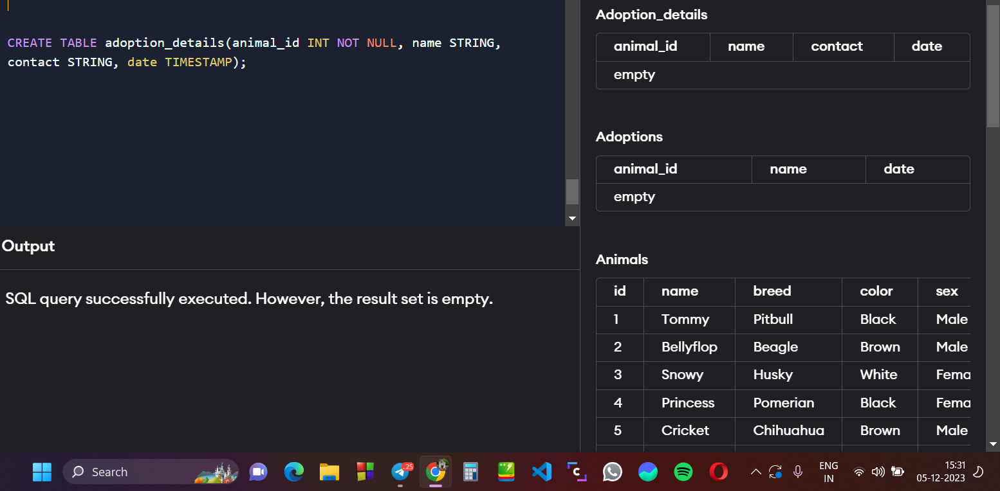 CREATE TABLE adoption_details(animal_id INT NOT NULL, name STRING,
contact STRING, date TIMESTAMP);
Output
SQL query successfully executed. However, the result set is empty.
Adoption_details
animal_id name contact date
empty
Adoptions
animal_id name date
empty
Animals
id name breed color sex
1 Tommy Pitbull Black Male
2 Bellyflop Beagle Brown Male
3 Snowy Husky White Fema
4 Princess Pomerian Black Fema
5 Cricket Chihuahua Brown Male
Search
25
C
ENG
IN
15:31
05-12-2023